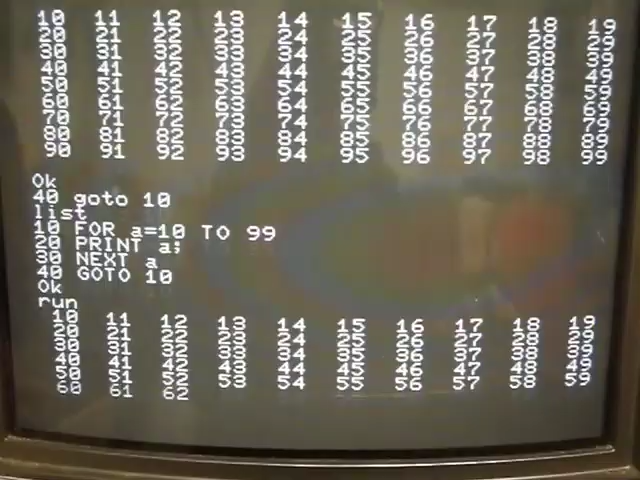 10 11 12 13 14 15 16 17 18 19
20 21 22 23 24 25 26 27 28 29
30 31 32 33 34 35 36 37 38 39
40 41 42 43 44 45 46 47 48 49
50 51 52 53 54 55 56 57 58 59
60 61 62 63 64 65 66 67 68 69
70 71 72 73 74 75 76 77 78 79
80 81 82 83 84 85 86 87 88 89
90 91 92 93 94 95 96 97 98 99
Ok
40 goto 10
list
10 FOR a=10 TO 99
20 PRINT a;
30 NEXT a
40 GOTO 10
Ok
run
10 11 12 13 14 15 16 17 18 19
20 21 22 23 24 25 26 27 28 29
30 31 32 33 34 35 36 37 38 39
40 41 42 43 44 45 46 47 48 49
50 51 52 53 54 55 56 57 58 59
60 61 62